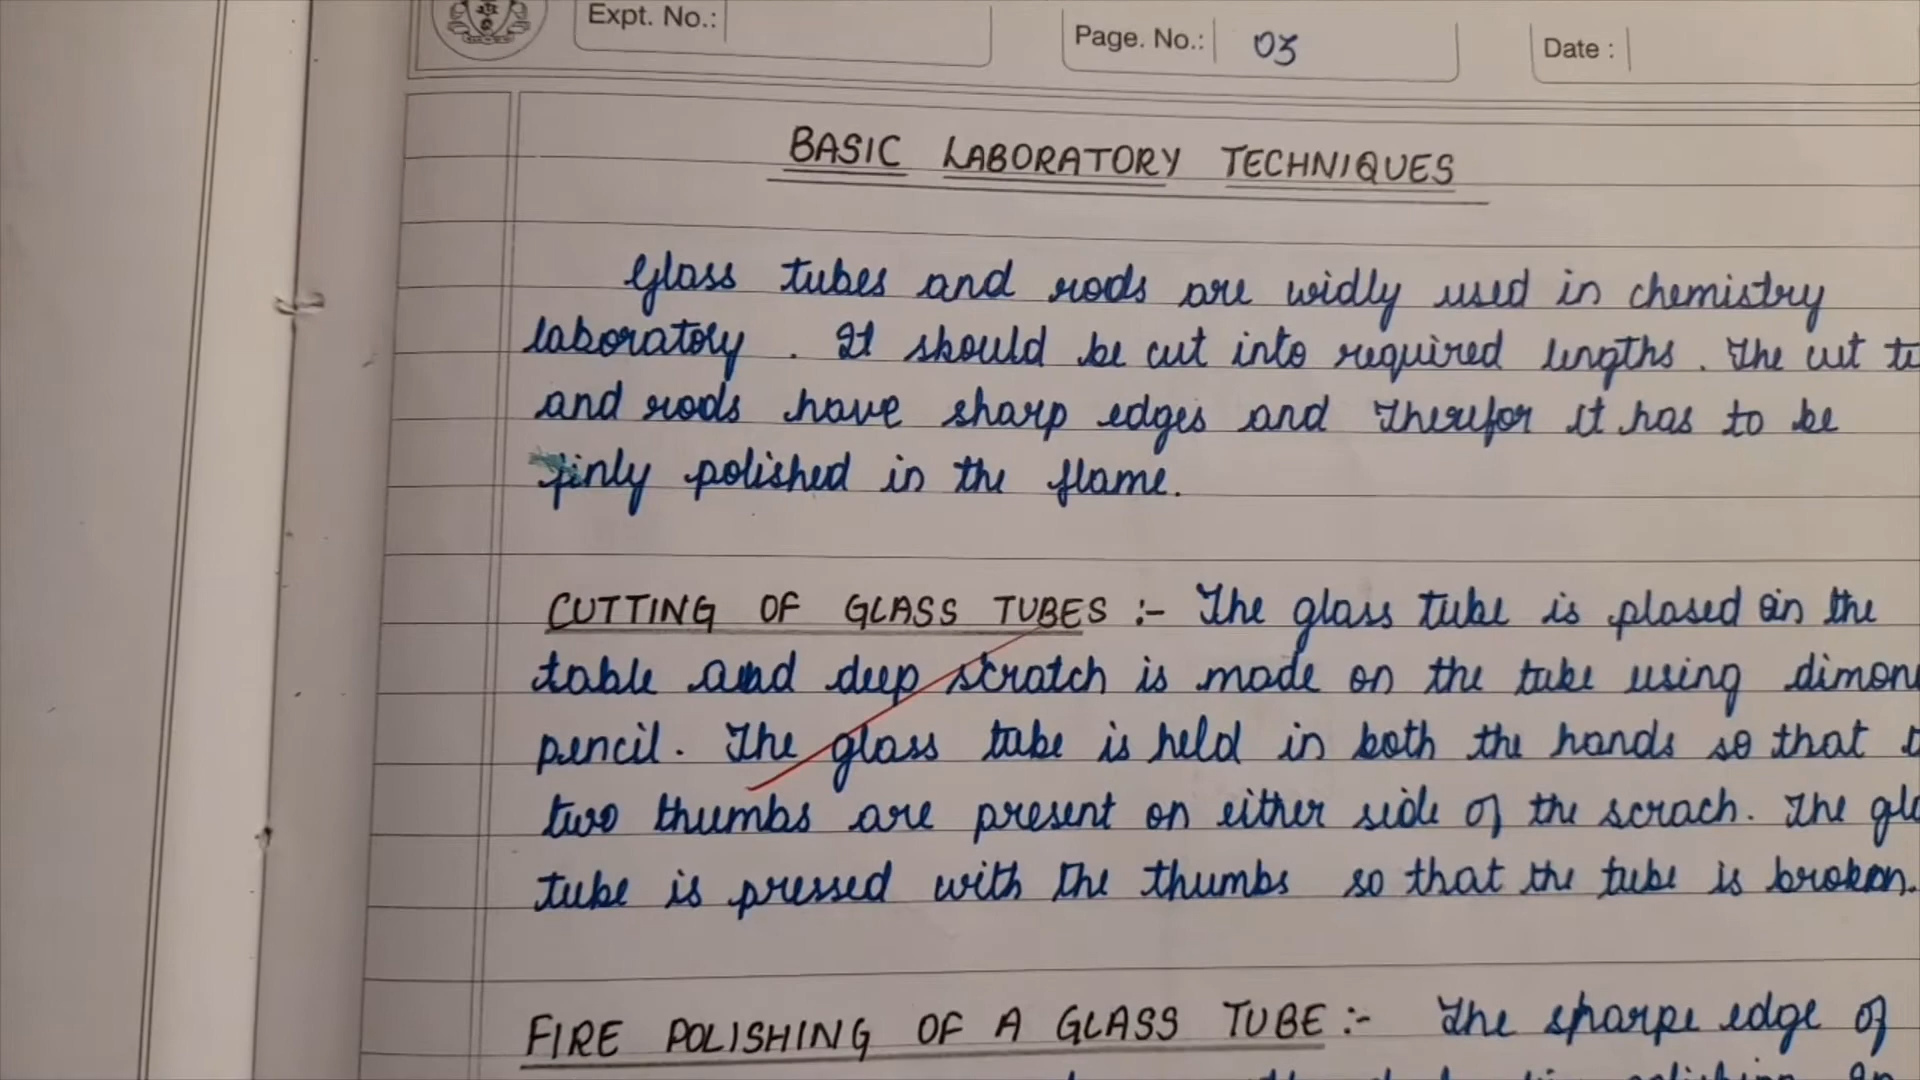 Expt. No.:
Page. No.: 03
Date :
BASIC LABORATORY TECHNIQUES
Glass tubes and rods are widly used in chemistry
laboratory. It should be cut into required lengths. The cut
and rods have sharp edges and therefor it has to be
finly polished in the flame.
CUTTING OF GLASS TUBES :- The glass tube is plased in the
table and deep scratch is made on the tube using dimon
pencil. The glass tube is held in both the hands so that
two thumbs are present on either side of the scrach. The
tube is pressed with the thumbs so that the tube is broken.
FIRE POLISHING OF A GLASS TUBE :- The sharpe edge of